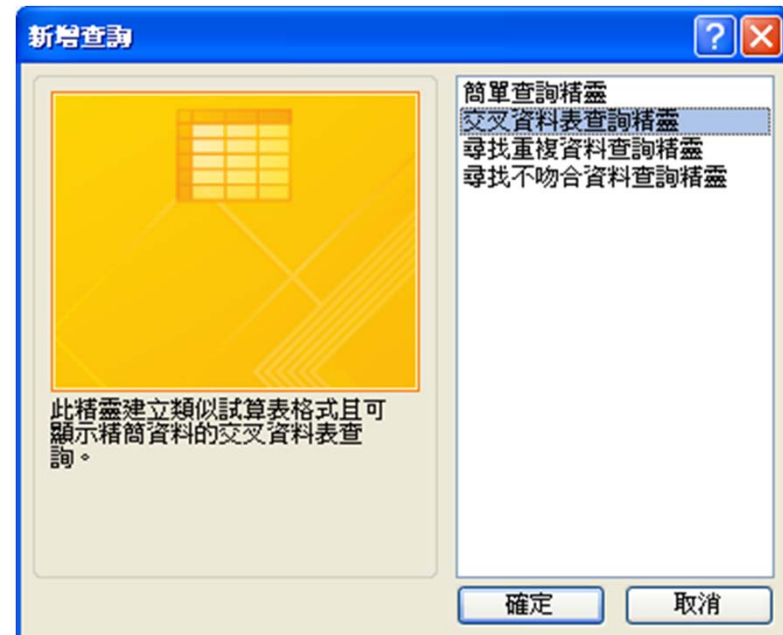 新增查詢
簡單查詢精靈
交叉資料表查詢精靈
尋找重複資料查詢精靈
尋找不吻合資料查詢精靈
此精靈建立類似試算表格式且可
顯示精簡資料的交叉資料表查
詢。
確定
取消